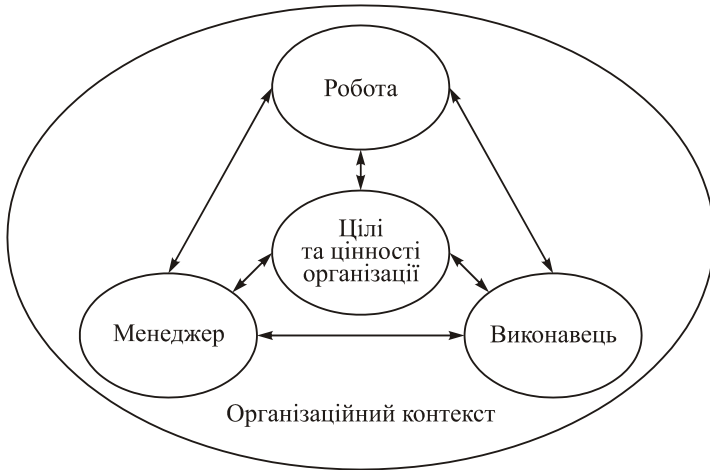 Робота
Цілі
та цінності
організації
Менеджер
Виконавець
Організаційний контекст